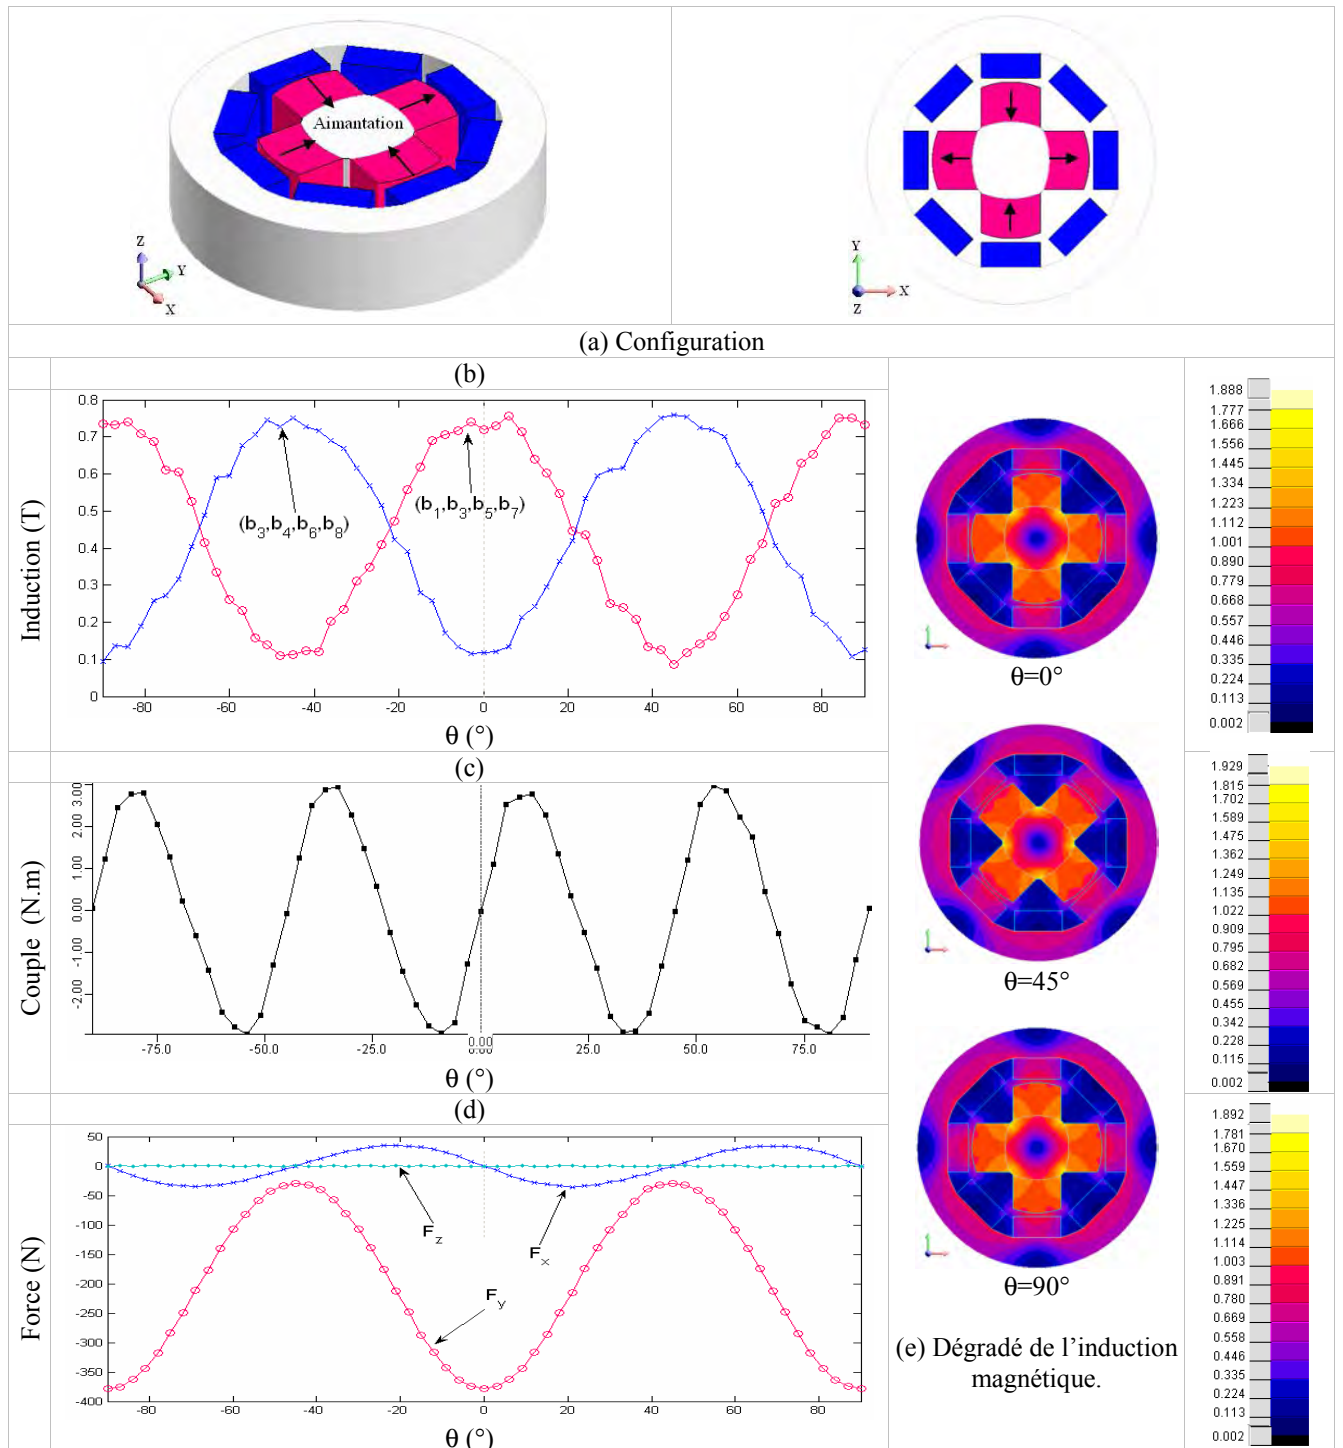 Aimantation
Z
Y
X
Y
X
Z
(a) Configuration
(b)
Induction (T)
0.8
0.7
0.6
0.5
0.4
0.3
0.2
0.1
0
(b3,b4,b6,b8)
(b1,b3,b5,b7)
-80 -60 -40 -20 0 20 40 60 80
θ (°)
(c)
Couple (N.m)
3.00
2.00
1.00
0.00
-1.00
-2.00
-75.0 -50.0 -25.0 0.00 25.0 50.0 75.0
θ (°)
(d)
Force (N)
50
0
-50
-100
-150
-200
-250
-300
-350
-400
Fz
Fx
Fy
-80 -60 -40 -20 0 20 40 60 80
θ (°)
θ=0°
θ=45°
θ=90°
(e) Dégradé de l’induction
magnétique.
1.888
1.777
1.666
1.556
1.445
1.334
1.223
1.112
1.001
0.890
0.779
0.668
0.557
0.446
0.335
0.224
0.113
0.002
1.929
1.815
1.702
1.589
1.475
1.362
1.249
1.135
1.022
0.909
0.795
0.682
0.569
0.455
0.342
0.228
0.115
0.002
1.892
1.781
1.670
1.559
1.447
1.336
1.225
1.114
1.003
0.891
0.780
0.669
0.558
0.446
0.335
0.224
0.113
0.002